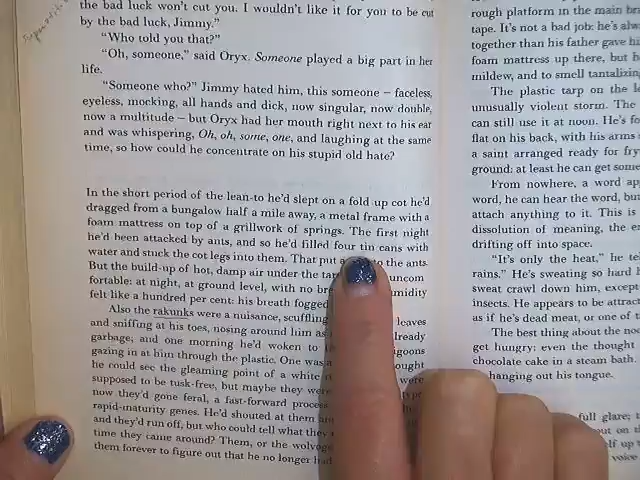 the bad luck won't cut you. I wouldn't like it for you to be cut
by the bad luck, Jimmy."
"Who told you that?"
"Oh, someone," said Oryx. Someone played a big part in her
life.
"Someone who?" Jimmy hated him, this someone – faceless,
eyeless, mocking, all hands and dick, now singular, now double,
now a multitude – but Oryx had her mouth right next to his ear
and was whispering, Oh, oh, some, one, and laughing at the same
time, so how could he concentrate on his stupid old hate?
In the short period of the lean-to he'd slept on a fold-up cot he'd
dragged from a bungalow half a mile away, a metal frame with a
foam mattress on top of a grillwork of springs. The first night
he'd been attacked by ants, and so he'd filled four tin cans with
water and stuck the cot legs into them. That put a to the ants.
But the build-up of hot, damp air under the uncom
fortable: at night, at ground level, with no
felt like a hundred per cent: his breath fogged
Also the rakunks were a nuisance, scuffling leaves
and sniffing at his toes, nosing around him as
garbage; and one morning he'd woken to
gazing in at him through the plastic. One was
he could see the gleaming point of a white were
supposed to be tusk-free, but maybe they were
now they'd gone feral, a fast-forward process
rapid-maturity genes. He'd shouted at them
and they'd run off, but who could tell what they
time they came around? Them, or the
them forever to figure out that he no longer had
rough platform in the main
tape. It's not a bad job: he's
together than his father gave
foam mattress up there, but
mildew, and to smell
The plastic tarp on the
unusually violent storm. The
can still use it at noon. He's
flat on his back, with his arms
a saint arranged ready for
ground: at least he can get some
From nowhere, a word
word, he can hear the word, but
attach anything to it. This is
dissolution of meaning, the
drifting off into space.
"It's only the heat," he
rains." He's sweating so hard
sweat crawl down him, except
insects. He appears to be
as if he's dead meat, or one of
The best thing about the
get hungry: even the thought
chocolate cake in a steam bath.
hanging out his tongue.
full glare;
out on
up
voice